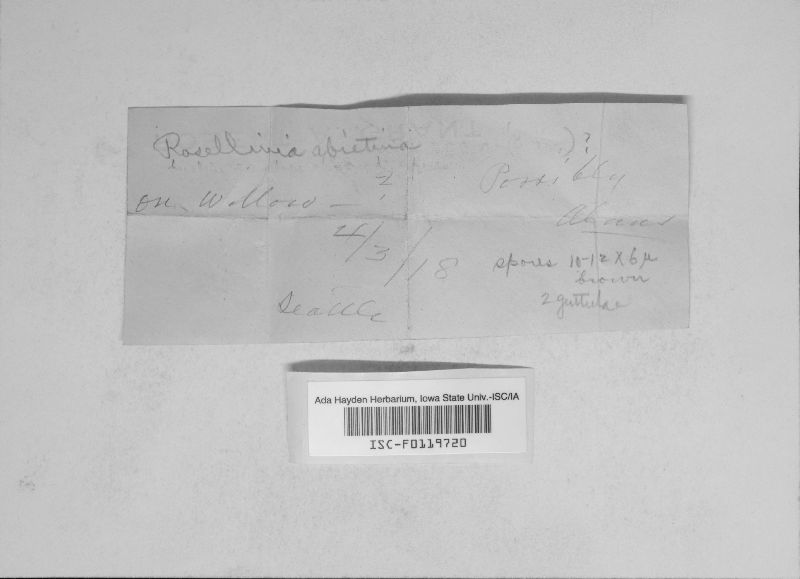 Rosellinia abietina ) ?
on Willow — ? Possibly
Alnus
4/3/18 spores 10-12 X 6 µ
brown
Seattle 2 guttulae
Ada Hayden Herbarium, Iowa State Univ.-ISC/IA
ISC-F0119720